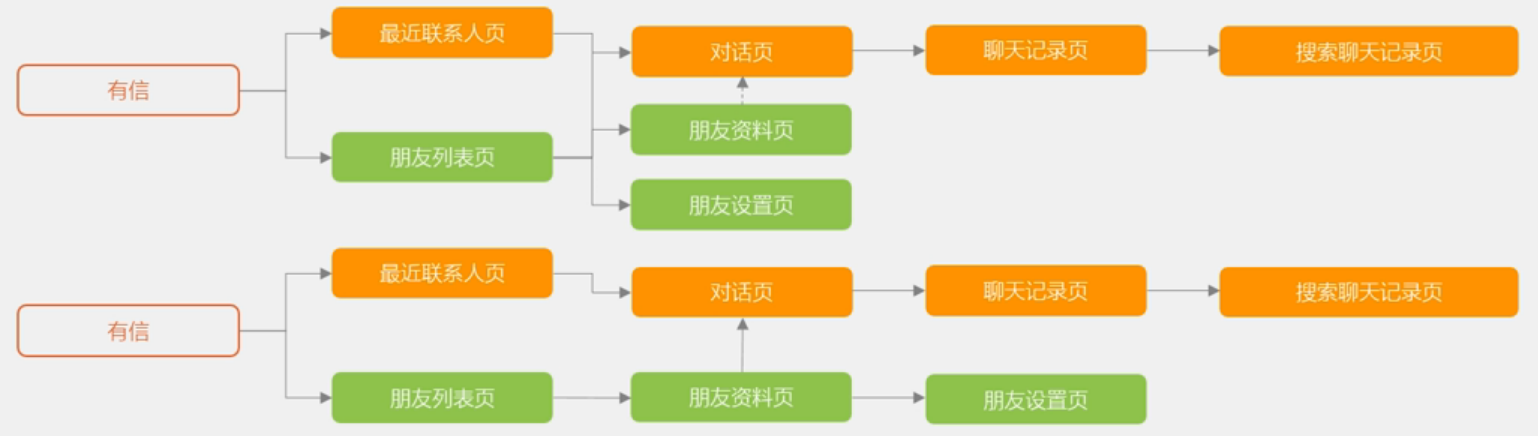 最近联系人页
对话页
聊天记录页
搜索聊天记录页
有信
朋友资料页
朋友列表页
朋友设置页
最近联系人页
对话页
聊天记录页
搜索聊天记录页
有信
朋友列表页
朋友资料页
朋友设置页